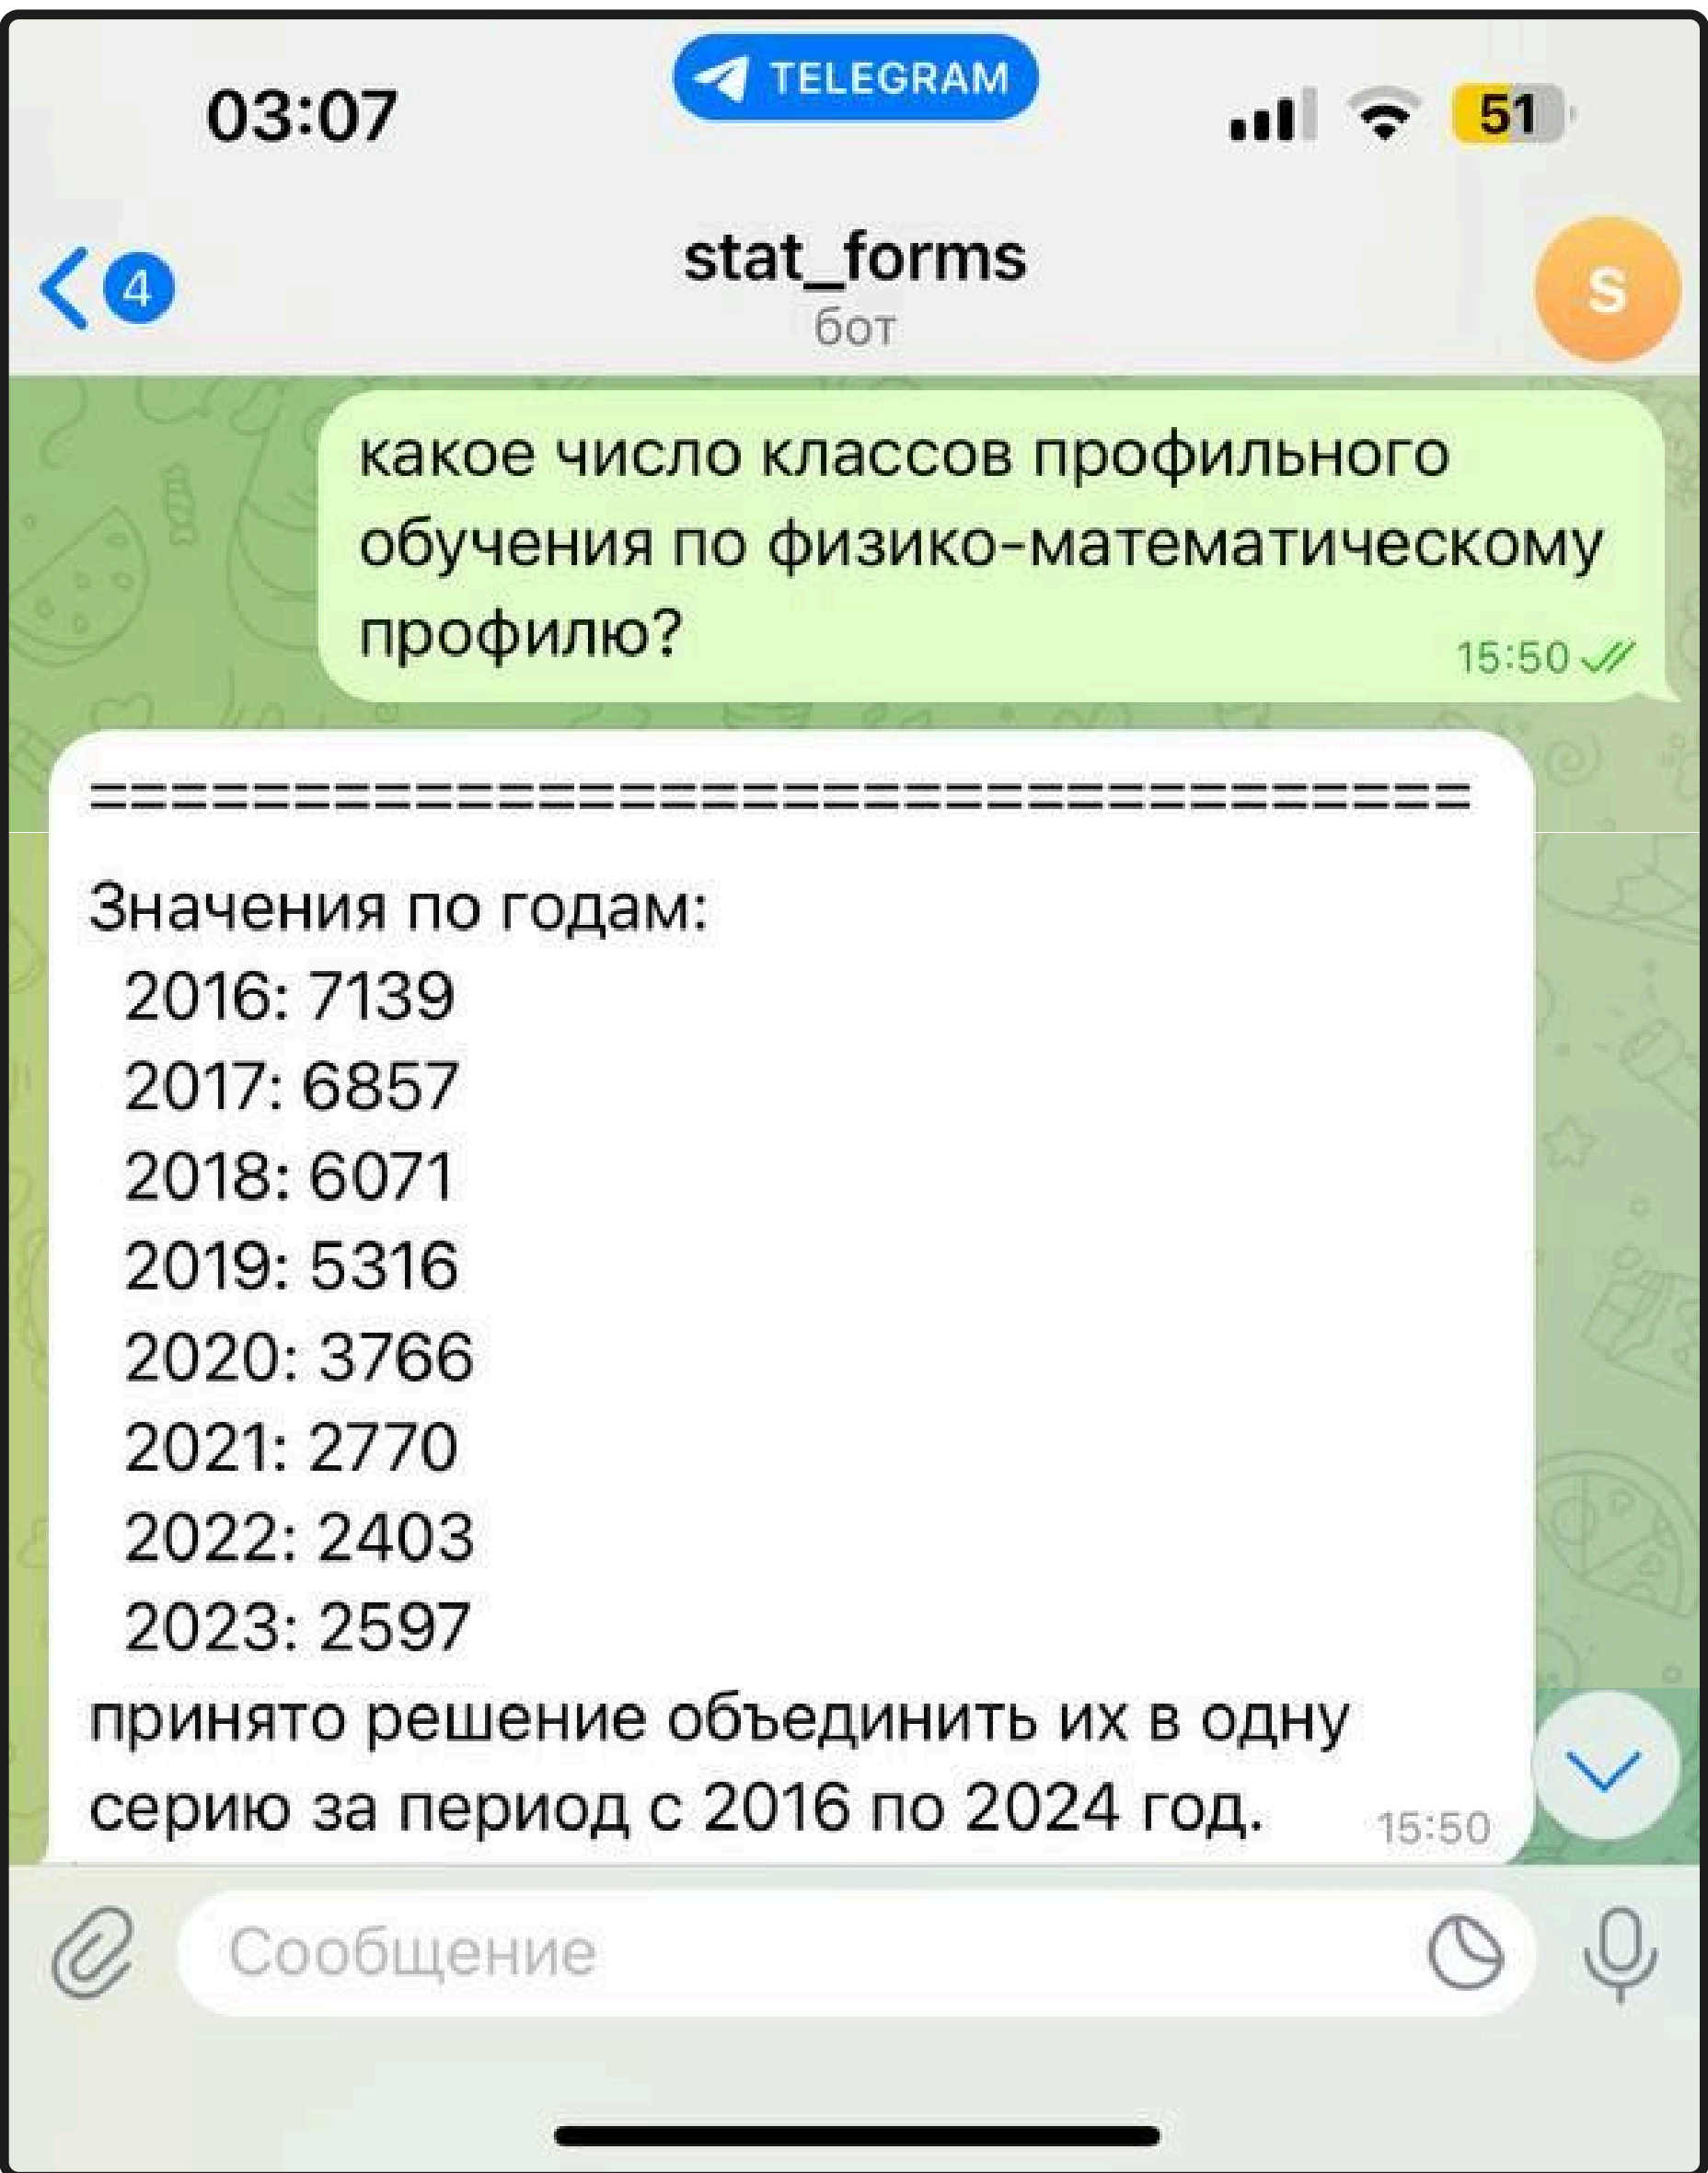 03:07
TELEGRAM
51
4
stat_forms
бот
S
какое число классов профильного
обучения по физико-математическому
профилю?
15:50
==================================
Значения по годам:
2016: 7139
2017: 6857
2018: 6071
2019: 5316
2020: 3766
2021: 2770
2022: 2403
2023: 2597
принято решение объединить их в одну
серию за период с 2016 по 2024 год.
15:50
Сообщение